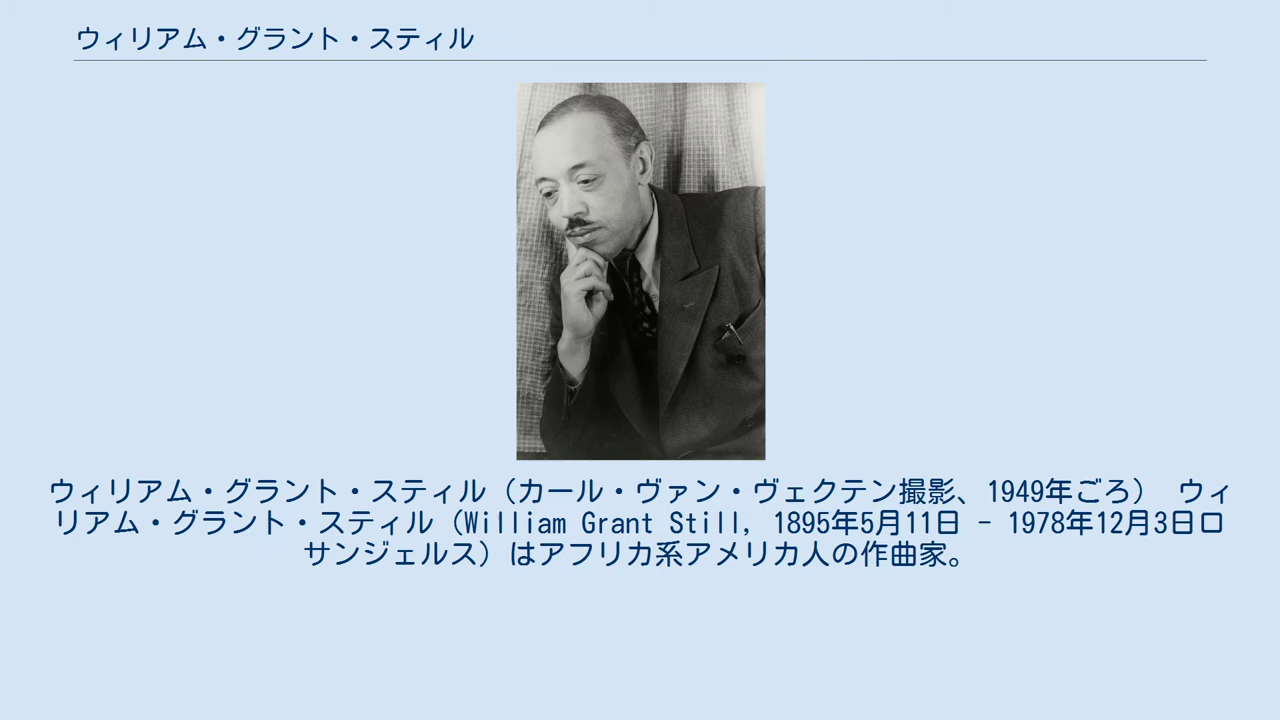 ウィリアム・グラント・スティル
ウィリアム・グラント・スティル（カール・ヴァン・ヴェクテン撮影、1949年ごろ） ウィ
リアム・グラント・スティル（William Grant Still, 1895年5月11日 - 1978年12月3日ロ
サンジェルス）はアフリカ系アメリカ人の作曲家。